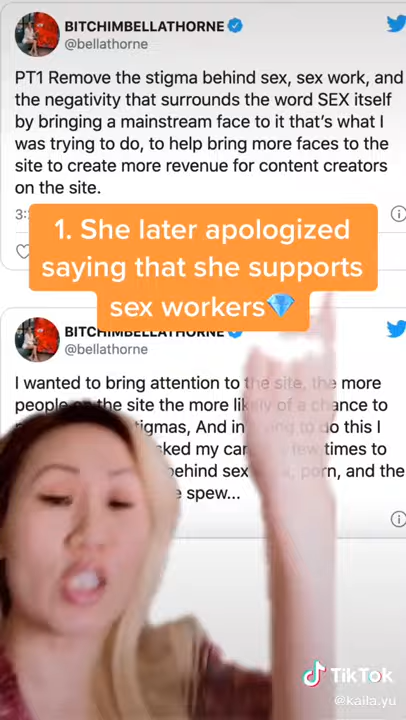 BITCHIMBELLATHORNE
@bellathorne
PT1 Remove the stigma behind sex, sex work, and
the negativity that surrounds the word SEX itself
by bringing a mainstream face to it that's what I
was trying to do, to help bring more faces to the
site to create more revenue for content creators
on the site.
1. She later apologized
saying that she supports
sex workers💎
BITCHIMBELLATHORNE
@bellathorne
I wanted to bring attention to the site, the more
people on the site the more likely of a chance to
And in to do this I
few times to
behind sex porn, and the
spew...
TikTok
@kaila.yu